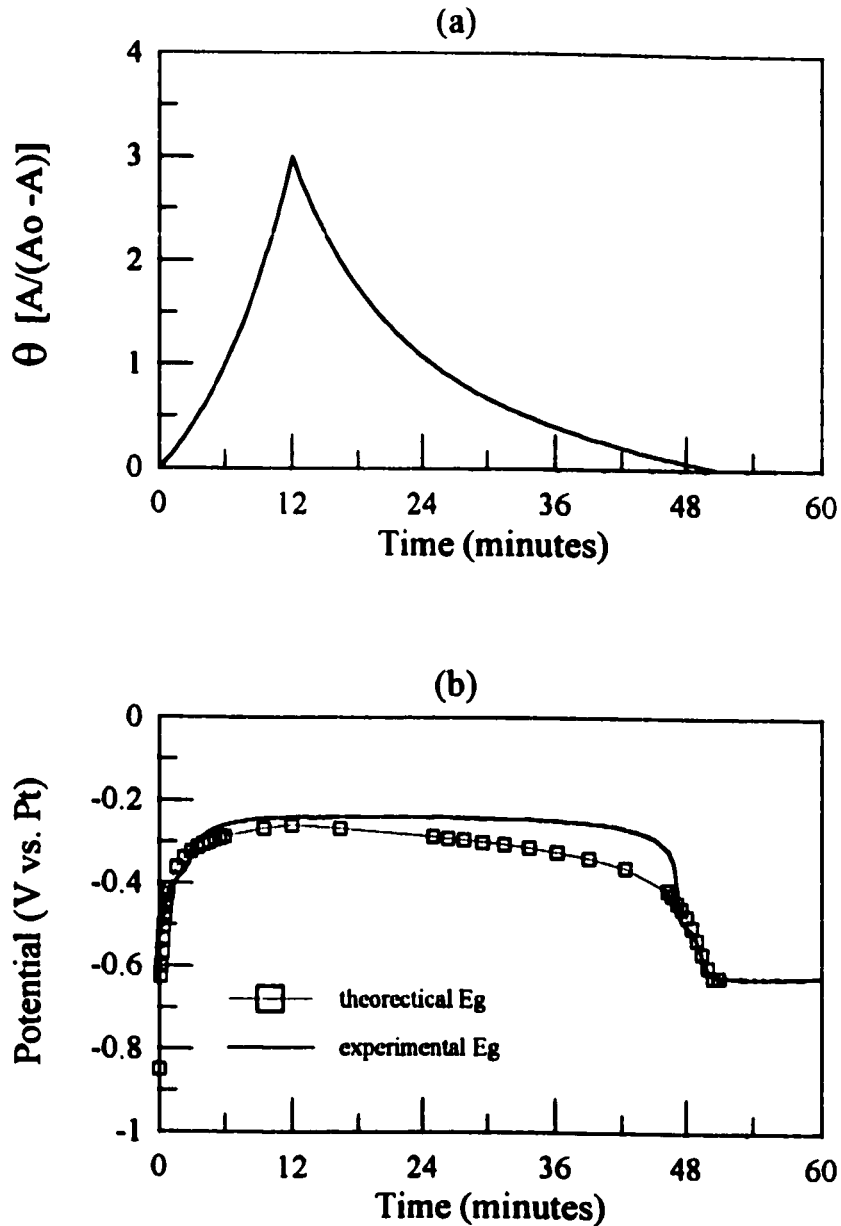 (a)
θ [A/(Ao -A)]
4
3
2
1
0
0 12 24 36 48 60
Time (minutes)
(b)
Potential (V vs. Pt)
0
-0.2
-0.4
-0.6
-0.8
-1
theorectical Eg
experimental Eg
0 12 24 36 48 60
Time (minutes)